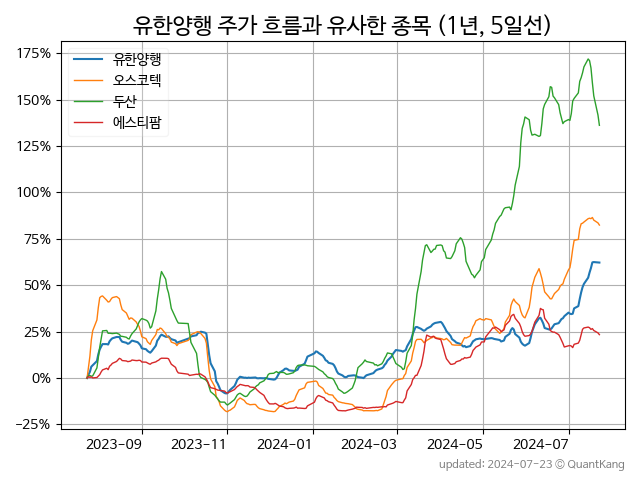 유한양행 주가 흐름과 유사한 종목 (1년, 5일선)
유한양행
오스코텍
두산
에스티팜
175%
150%
125%
100%
75%
50%
25%
0%
−25%
2023-09 2023-11 2024-01 2024-03 2024-05 2024-07
updated: 2024-07-23 © QuantKang